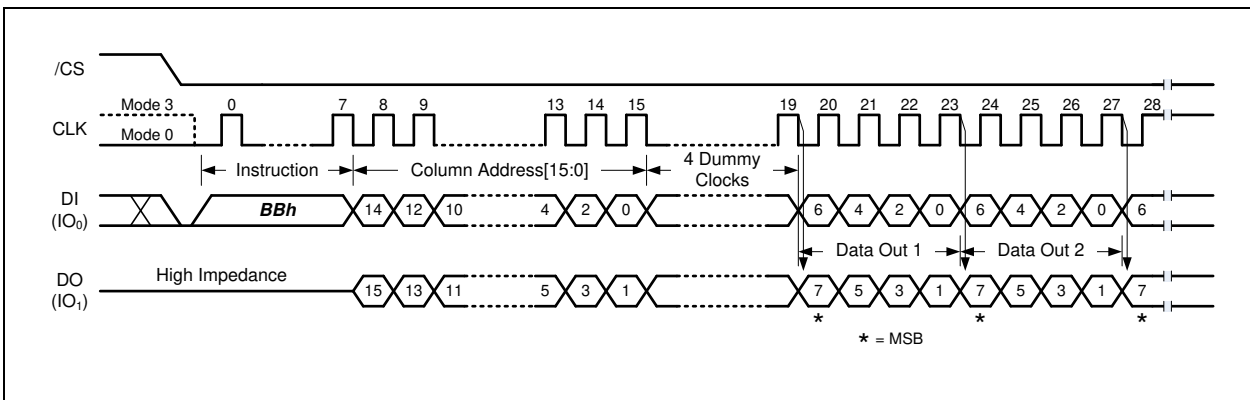 /CS
Mode 3 0 7 8 9 13 14 15 19 20 21 22 23 24 25 26 27 28
CLK
Mode 0
Instruction Column Address[15:0] 4 Dummy Clocks
DI (IO0) BBh 14 12 10 4 2 0 6 4 2 0 6 4 2 0 6
Data Out 1 Data Out 2
High Impedance
DO (IO1) 15 13 11 5 3 1 7 5 3 1 7 5 3 1 7
* * *
* = MSB